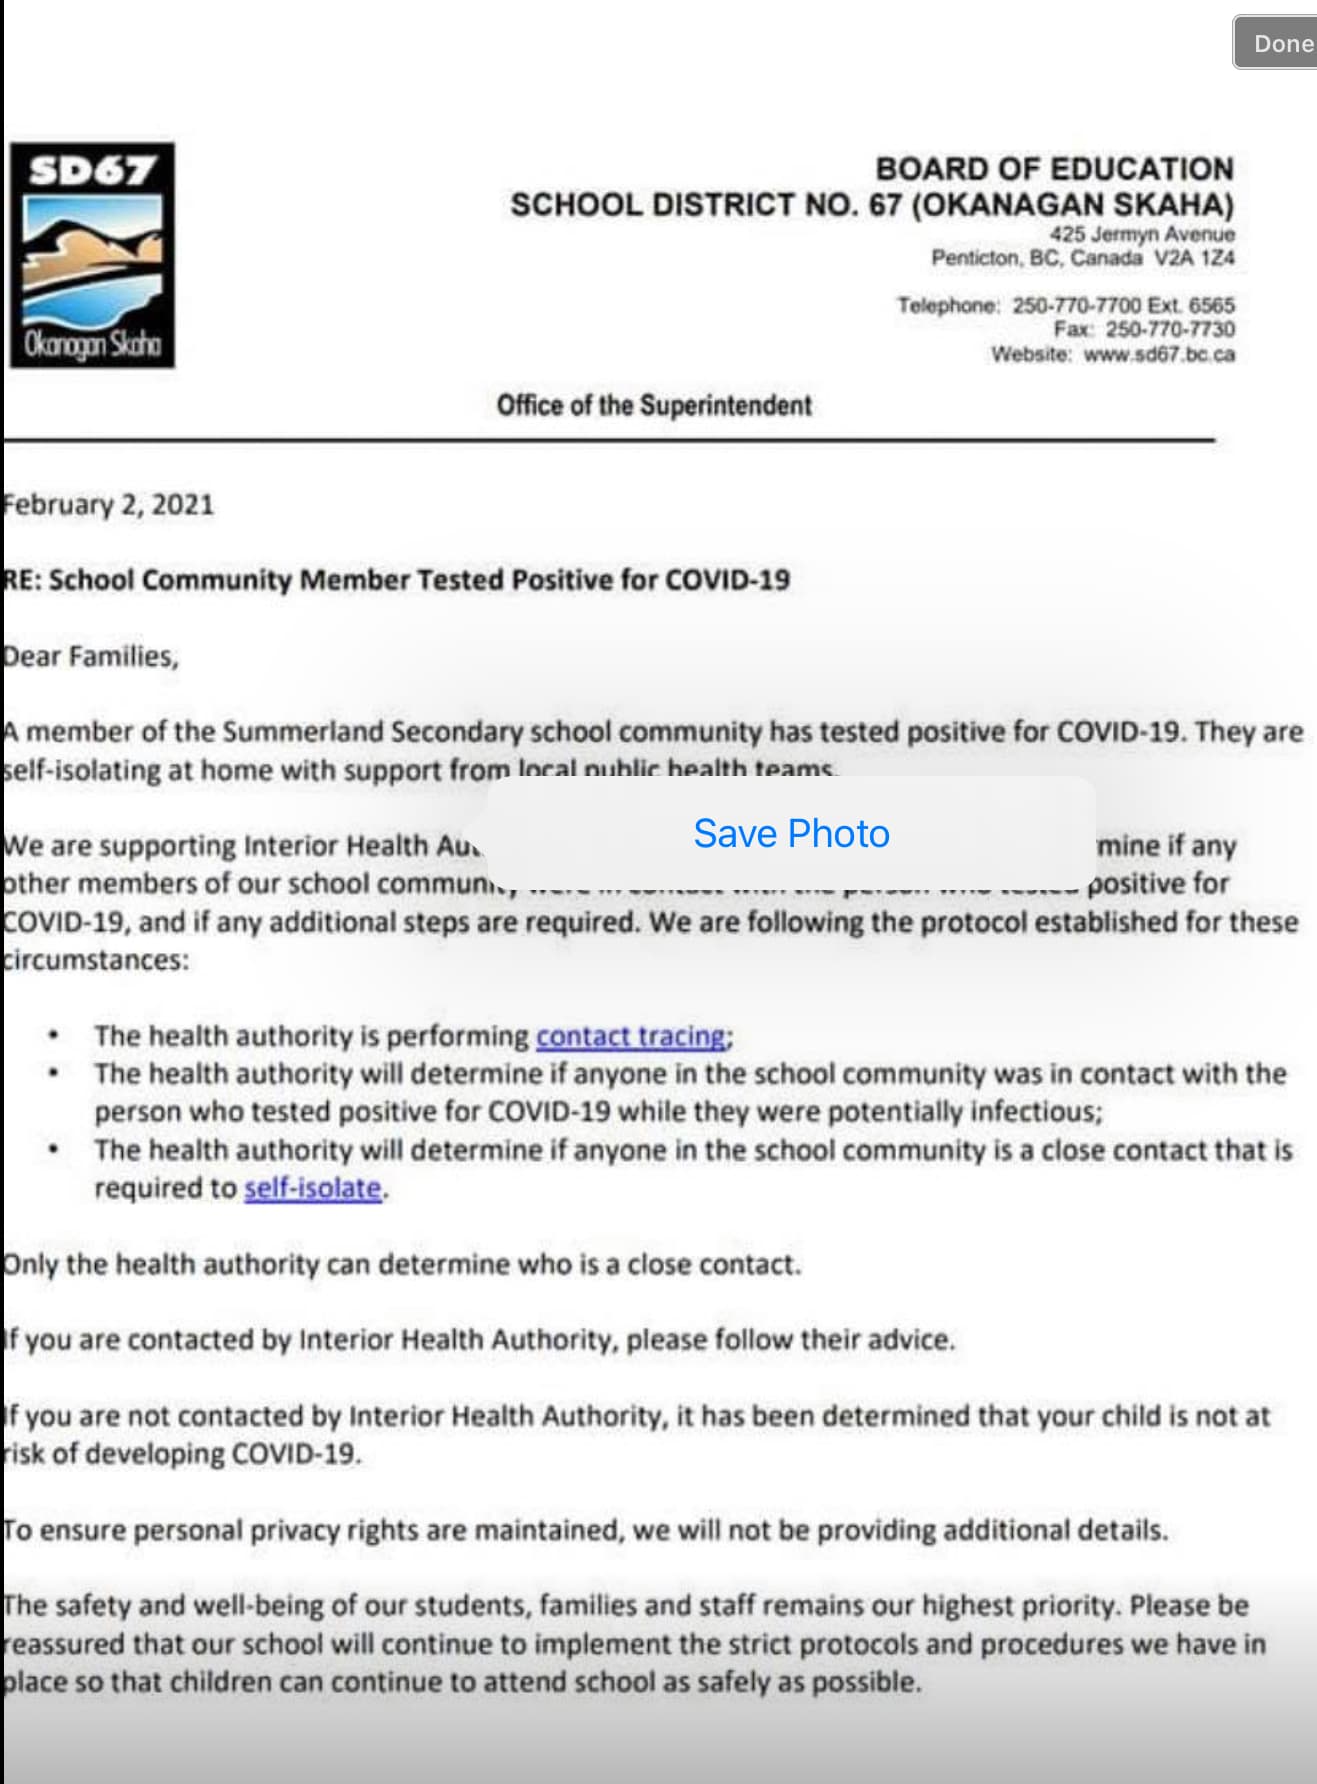 Done
SD67
Okanagan Skaha
BOARD OF EDUCATION
SCHOOL DISTRICT NO. 67 (OKANAGAN SKAHA)
425 Jermyn Avenue
Penticton, BC, Canada V2A 1Z4
Telephone: 250-770-7700 Ext. 6565
Fax: 250-770-7730
Website: www.sd67.bc.ca
Office of the Superintendent
February 2, 2021
RE: School Community Member Tested Positive for COVID-19
Dear Families,
A member of the Summerland Secondary school community has tested positive for COVID-19. They are
self-isolating at home with support from local public health teams.
We are supporting Interior Health
Save Photo
if any
other members of our school community positive for
COVID-19, and if any additional steps are required. We are following the protocol established for these
circumstances:
• The health authority is performing contact tracing;
• The health authority will determine if anyone in the school community was in contact with the
person who tested positive for COVID-19 while they were potentially infectious;
• The health authority will determine if anyone in the school community is a close contact that is
required to self-isolate.
Only the health authority can determine who is a close contact.
If you are contacted by Interior Health Authority, please follow their advice.
If you are not contacted by Interior Health Authority, it has been determined that your child is not at
risk of developing COVID-19.
To ensure personal privacy rights are maintained, we will not be providing additional details.
The safety and well-being of our students, families and staff remains our highest priority. Please be
reassured that our school will continue to implement the strict protocols and procedures we have in
place so that children can continue to attend school as safely as possible.